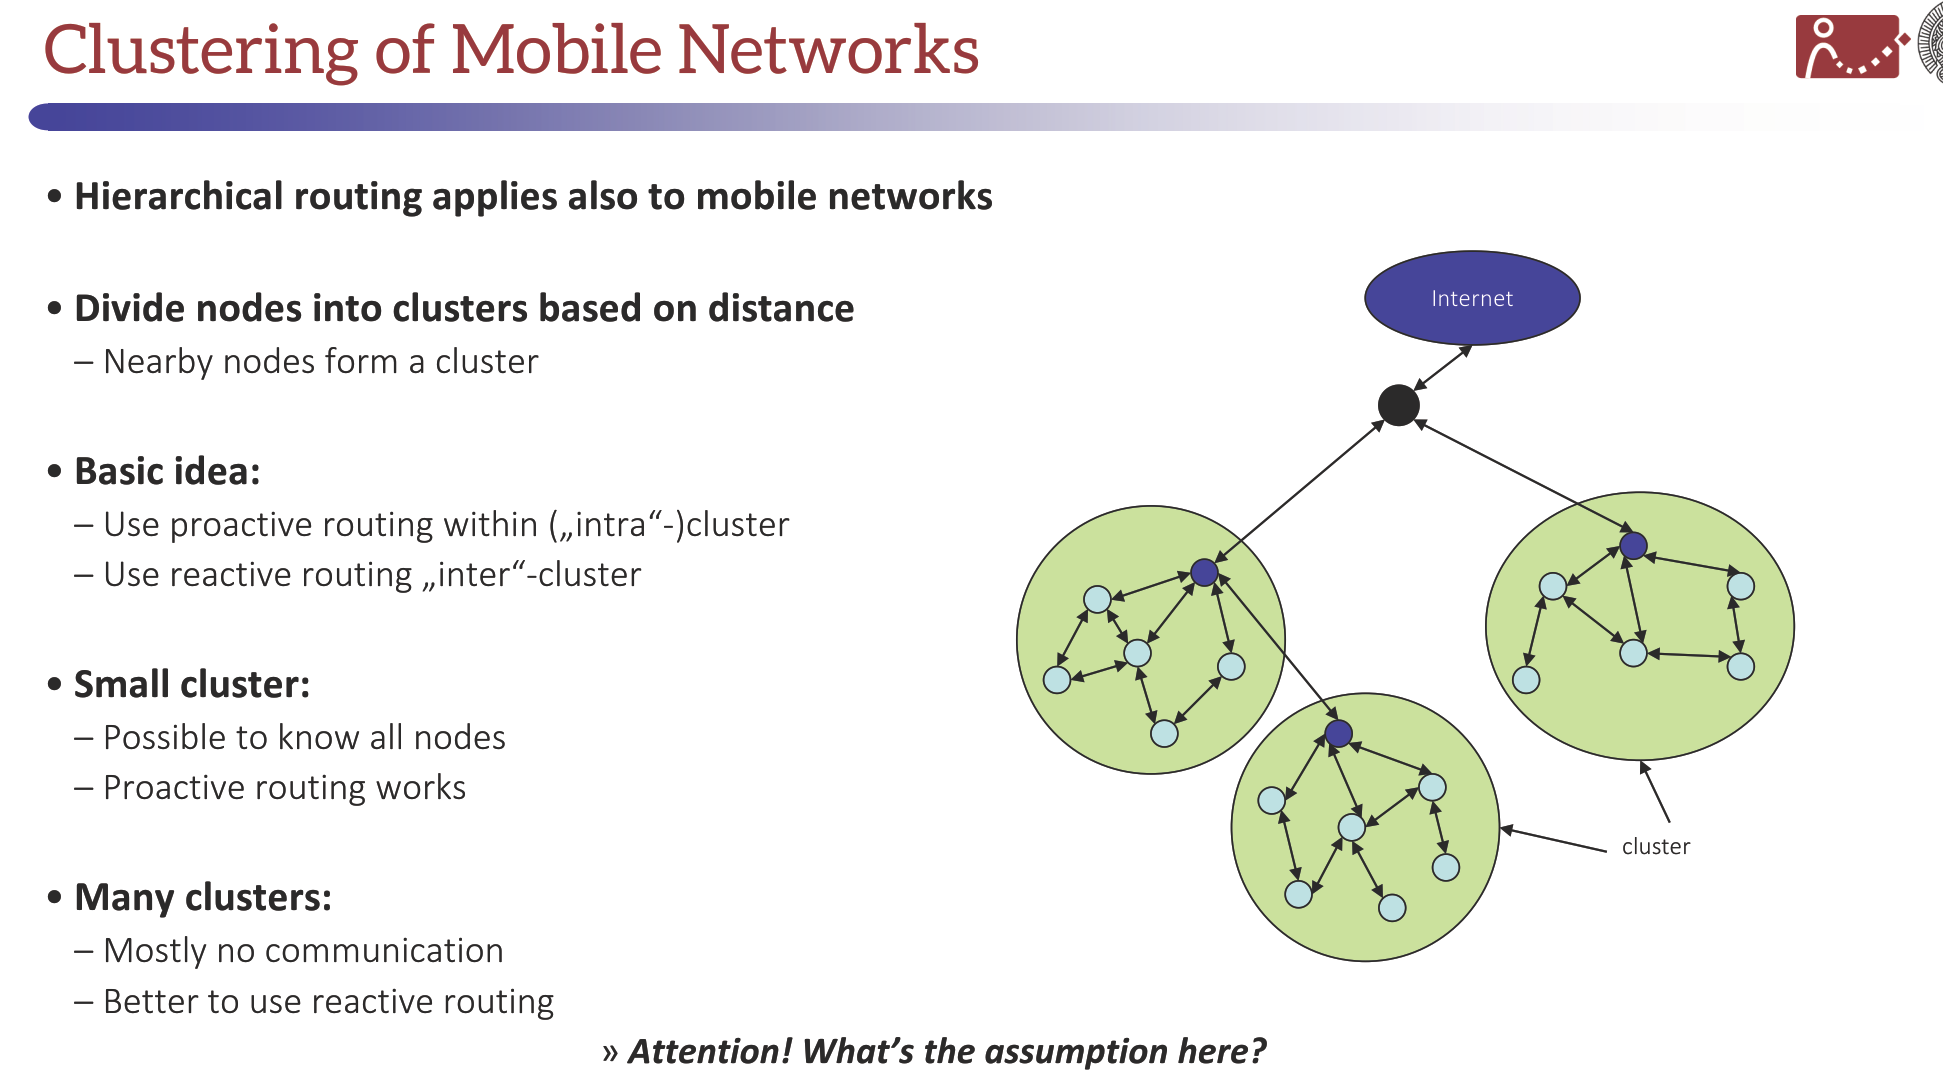 Clustering of Mobile Networks
• Hierarchical routing applies also to mobile networks
• Divide nodes into clusters based on distance
– Nearby nodes form a cluster
• Basic idea:
– Use proactive routing within („intra“-)cluster
– Use reactive routing „inter“-cluster
• Small cluster:
– Possible to know all nodes
– Proactive routing works
• Many clusters:
– Mostly no communication
– Better to use reactive routing
» Attention! What’s the assumption here?
Internet
cluster